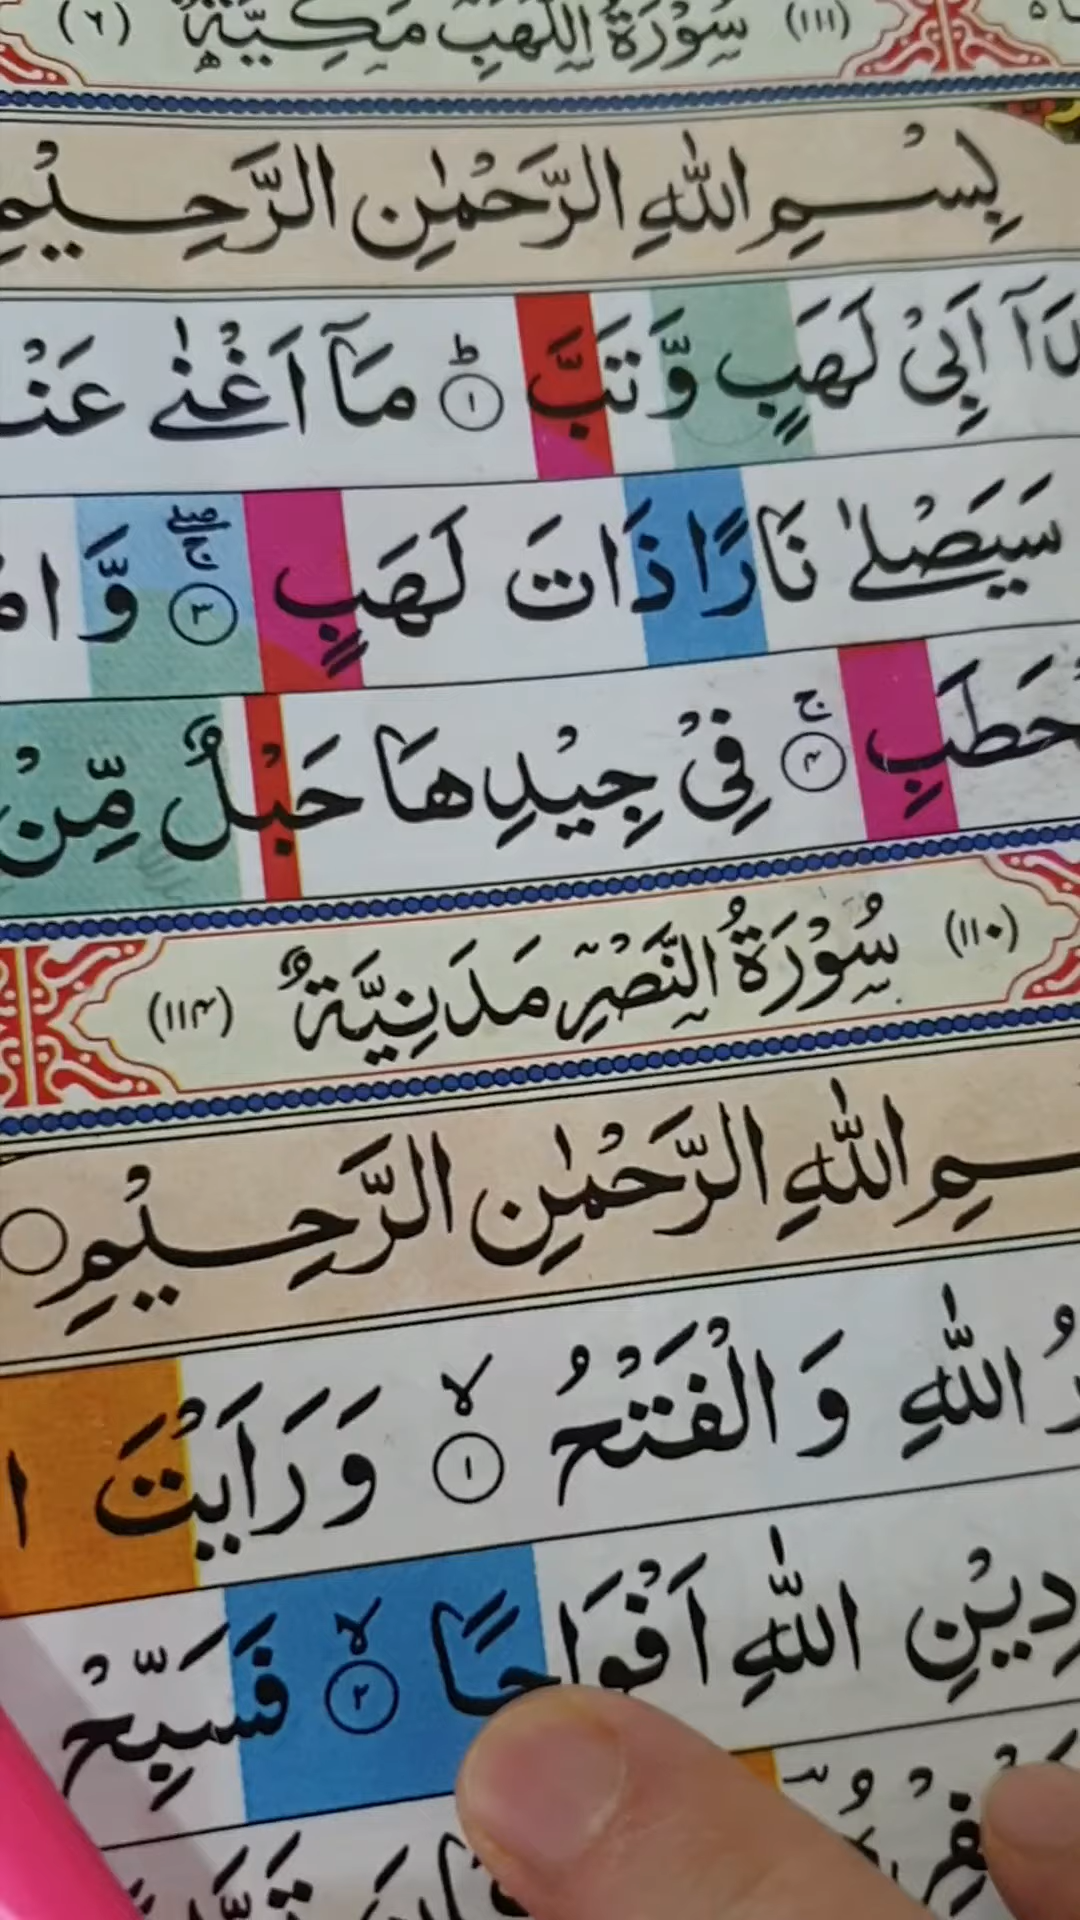 (١١١) سُوْرَةُ اللَّهَبِ مَكِّيَّةٌ (٦)
بِسْمِ اللّٰهِ الرَّحْمٰنِ الرَّحِيْمِ
اَبِىْ لَهَبٍ وَّتَبَّ ؕ ﴿١﴾ مَاۤ اَغْنٰى
سَيَصْلٰى نَارًا ذَاتَ لَهَبٍ ﴿٣﴾ ۚۖ وَّ
ۚ ﴿٤﴾ فِىْ جِيْدِهَا حَبْلٌ مِّنْ
(١١٠) سُوْرَةُ النَّصْرِ مَدَنِيَّةٌ (١١٤)
اللّٰهِ الرَّحْمٰنِ الرَّحِيْمِ
اللّٰهِ وَ الْفَتْحُ ۙ ﴿١﴾ وَ رَاَيْتَ
دِيْنِ اللّٰهِ اَفْوَاجًا ۙ ﴿٢﴾ فَسَبِّحْ